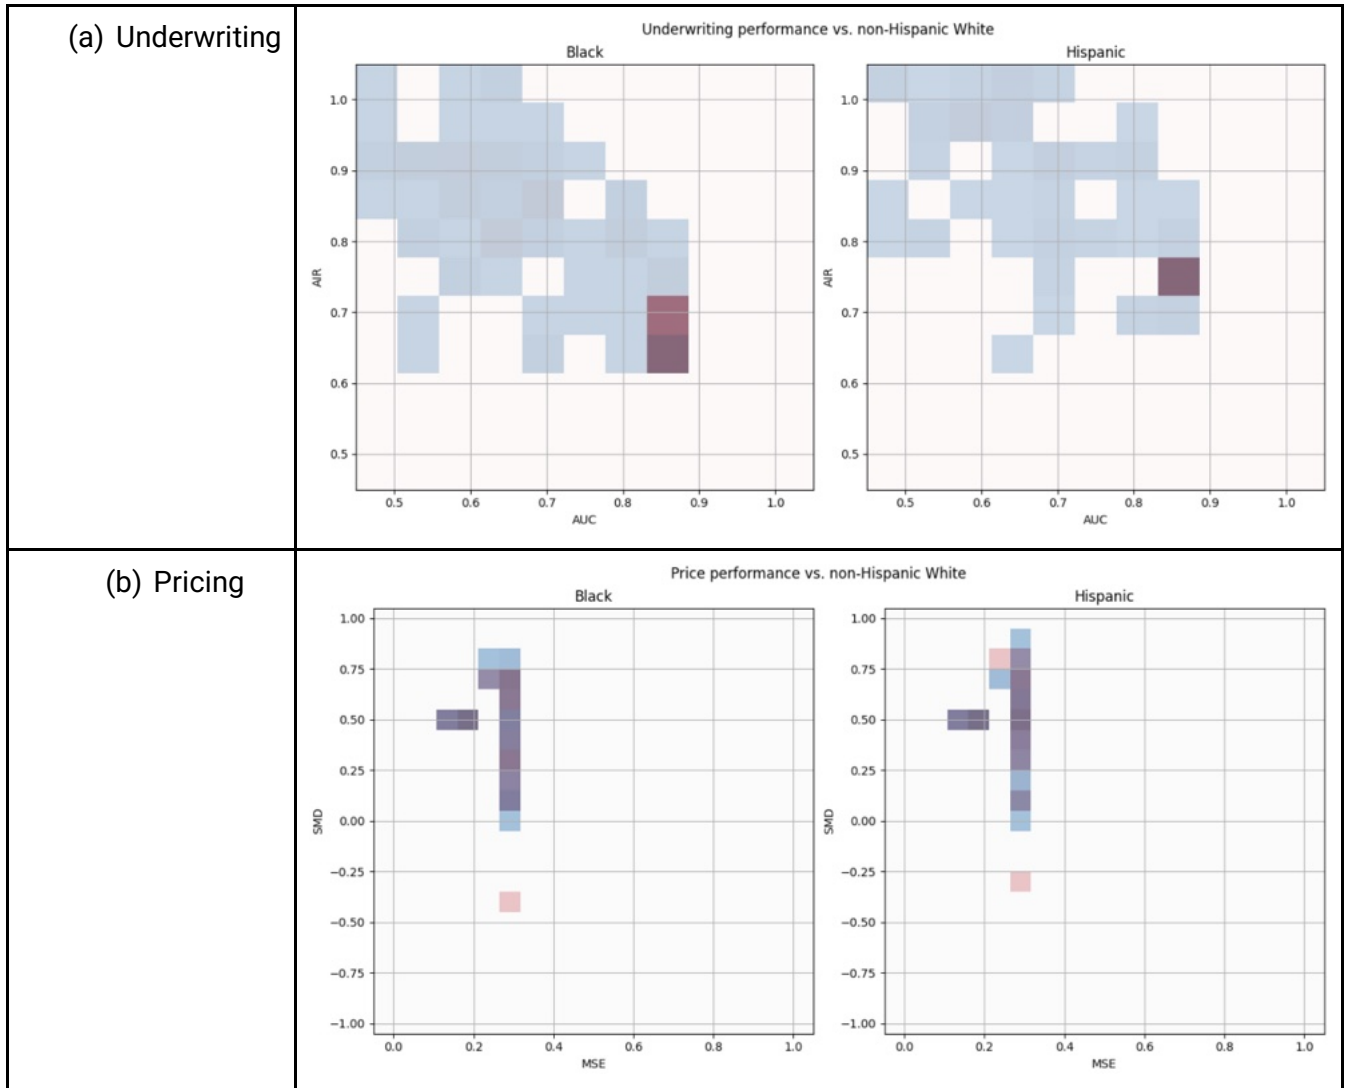 (a) Underwriting
Underwriting performance vs. non-Hispanic White
Black
Hispanic
1.0
0.9
0.8
0.7
0.6
0.5
AIR
0.5 0.6 0.7 0.8 0.9 1.0
AUC
1.0
0.9
0.8
0.7
0.6
0.5
AIR
0.5 0.6 0.7 0.8 0.9 1.0
AUC
(b) Pricing
Price performance vs. non-Hispanic White
Black
Hispanic
1.00
0.75
0.50
0.25
0.00
−0.25
−0.50
−0.75
−1.00
SMD
0.0 0.2 0.4 0.6 0.8 1.0
MSE
1.00
0.75
0.50
0.25
0.00
−0.25
−0.50
−0.75
−1.00
SMD
0.0 0.2 0.4 0.6 0.8 1.0
MSE